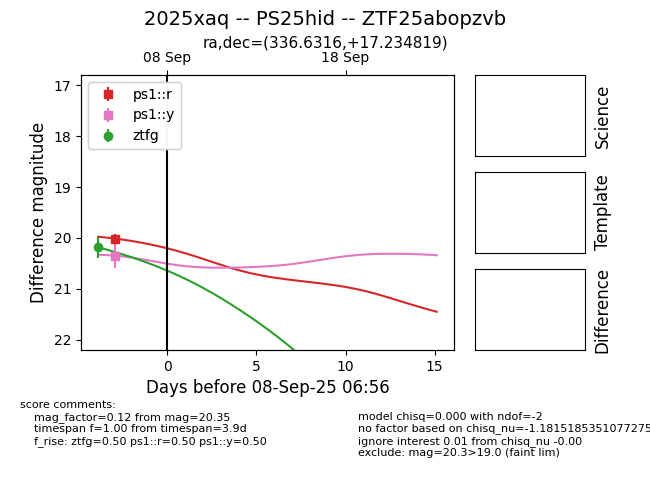 2025xaq -- PS25hid -- ZTF25abopzvb
ra,dec=(336.6316,+17.234819)
08 Sep
18 Sep
17
18
19
20
21
22
Difference magnitude
ps1::r
ps1::y
ztfg
0
5
10
15
Days before 08-Sep-25 06:56
Science
Template
Difference
score comments:
mag_factor=0.12 from mag=20.35
timespan f=1.00 from timespan=3.9d
f_rise: ztfg=0.50 ps1::r=0.50 ps1::y=0.50
model chisq=0.000 with ndof=-2
no factor based on chisq_nu=-1.1815185351077275
ignore interest 0.01 from chisq_nu -0.00
exclude: mag=20.3>19.0 (faint lim)